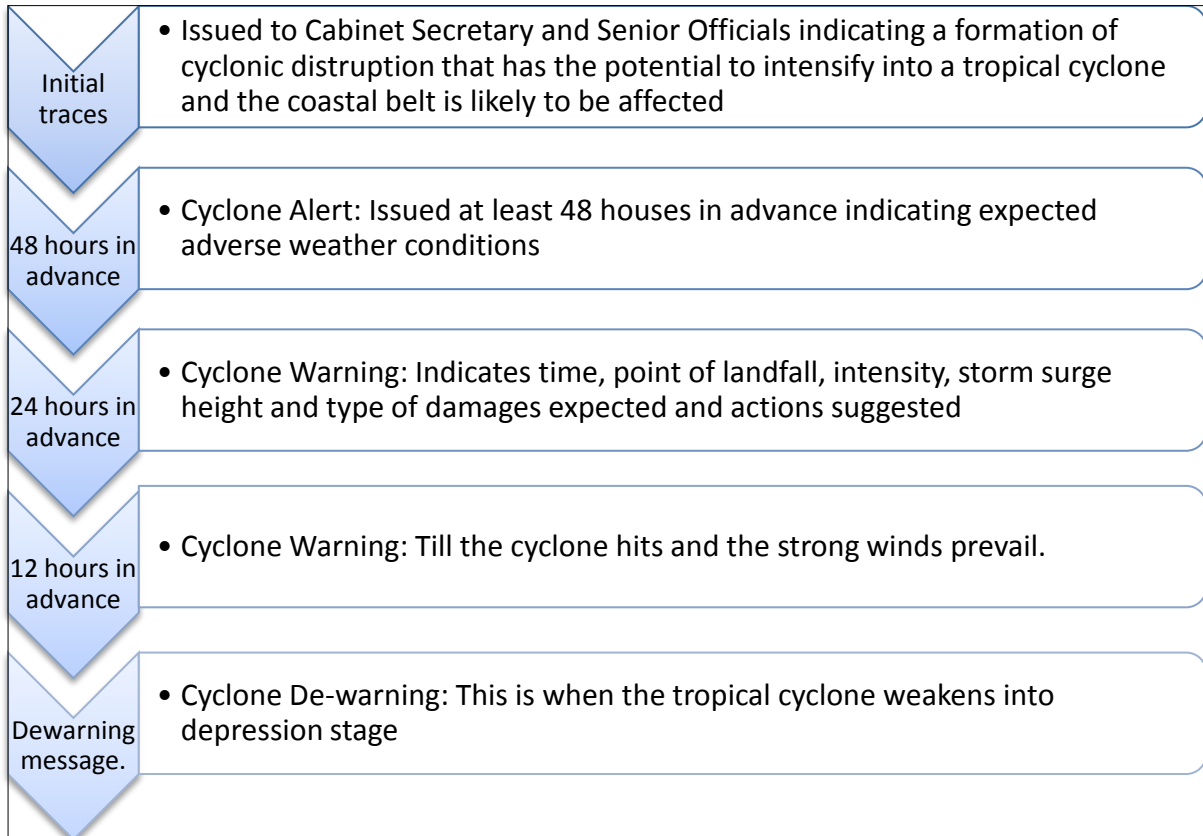 Initial
traces
• Issued to Cabinet Secretary and Senior Officials indicating a formation of
cyclonic distruption that has the potential to intensify into a tropical cyclone
and the coastal belt is likely to be affected
48 hours in
advance
• Cyclone Alert: Issued at least 48 houses in advance indicating expected
adverse weather conditions
24 hours in
advance
• Cyclone Warning: Indicates time, point of landfall, intensity, storm surge
height and type of damages expected and actions suggested
12 hours in
advance
• Cyclone Warning: Till the cyclone hits and the strong winds prevail.
Dewarning
message.
• Cyclone De-warning: This is when the tropical cyclone weakens into
depression stage